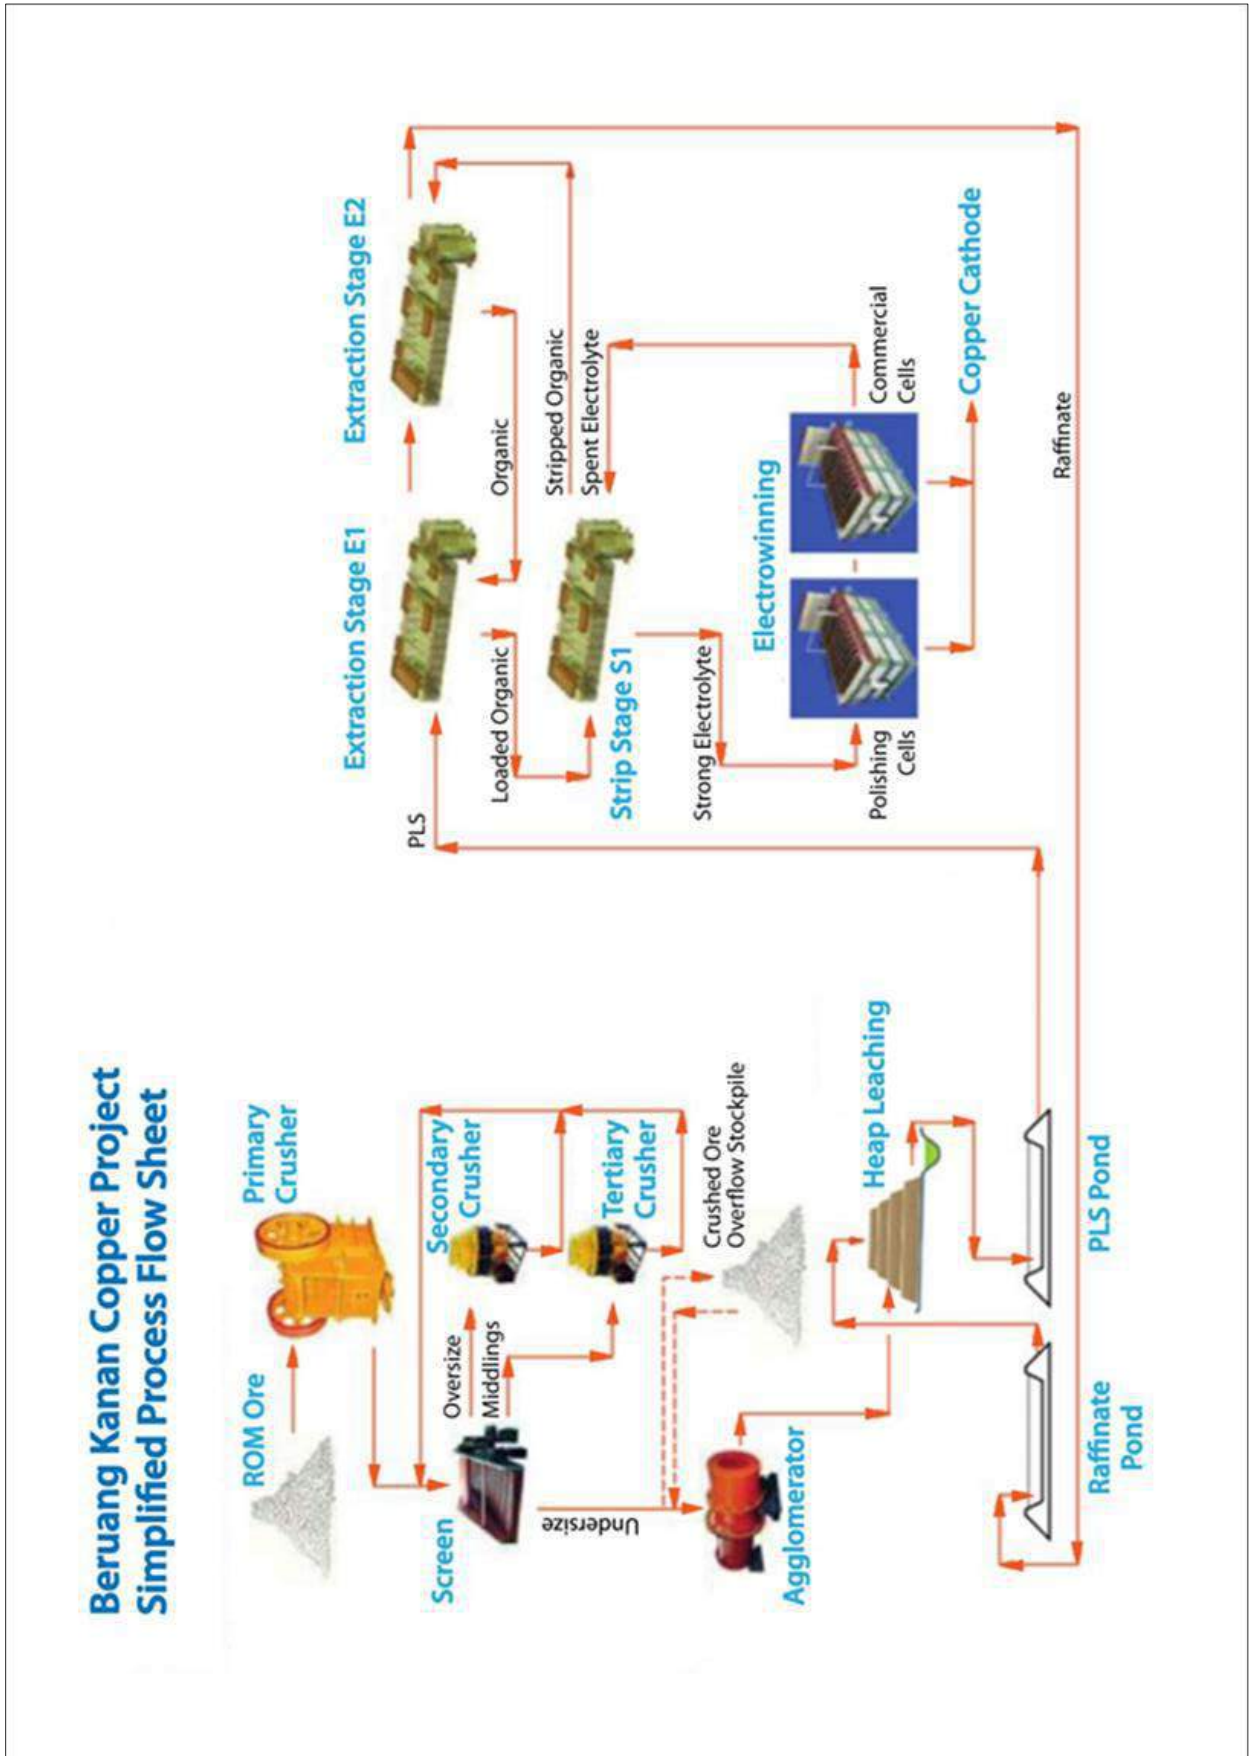 Beruang Kanan Copper Project
Simplified Process Flow Sheet
ROM Ore
Primary
Crusher
Screen
Oversize
Middlings
Undersize
Secondary
Crusher
Tertiary
Crusher
Crushed Ore
Overflow Stockpile
Agglomerator
Heap Leaching
Raffinate
Pond
PLS Pond
PLS
Extraction Stage E1
Extraction Stage E2
Loaded Organic
Organic
Strip Stage S1
Stripped Organic
Spent Electrolyte
Strong Electrolyte
Electrowinning
Polishing
Cells
Commercial
Cells
Copper Cathode
Raffinate